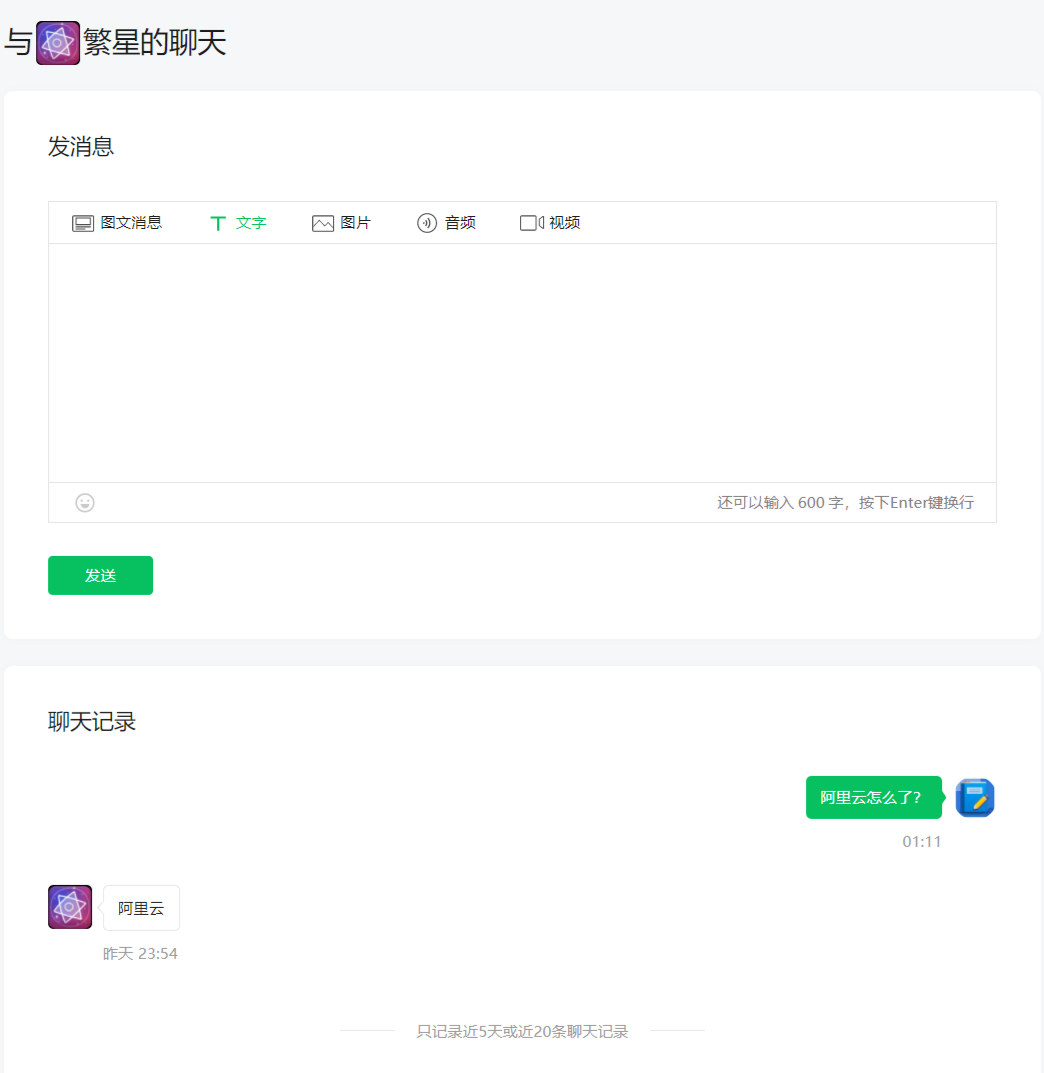 与繁星的聊天
发消息
图文消息 文字 图片 音频 视频
还可以输入 600 字，按下Enter键换行
发送
聊天记录
阿里云怎么了?
01:11
阿里云
昨天 23:54
只记录近5天或近20条聊天记录